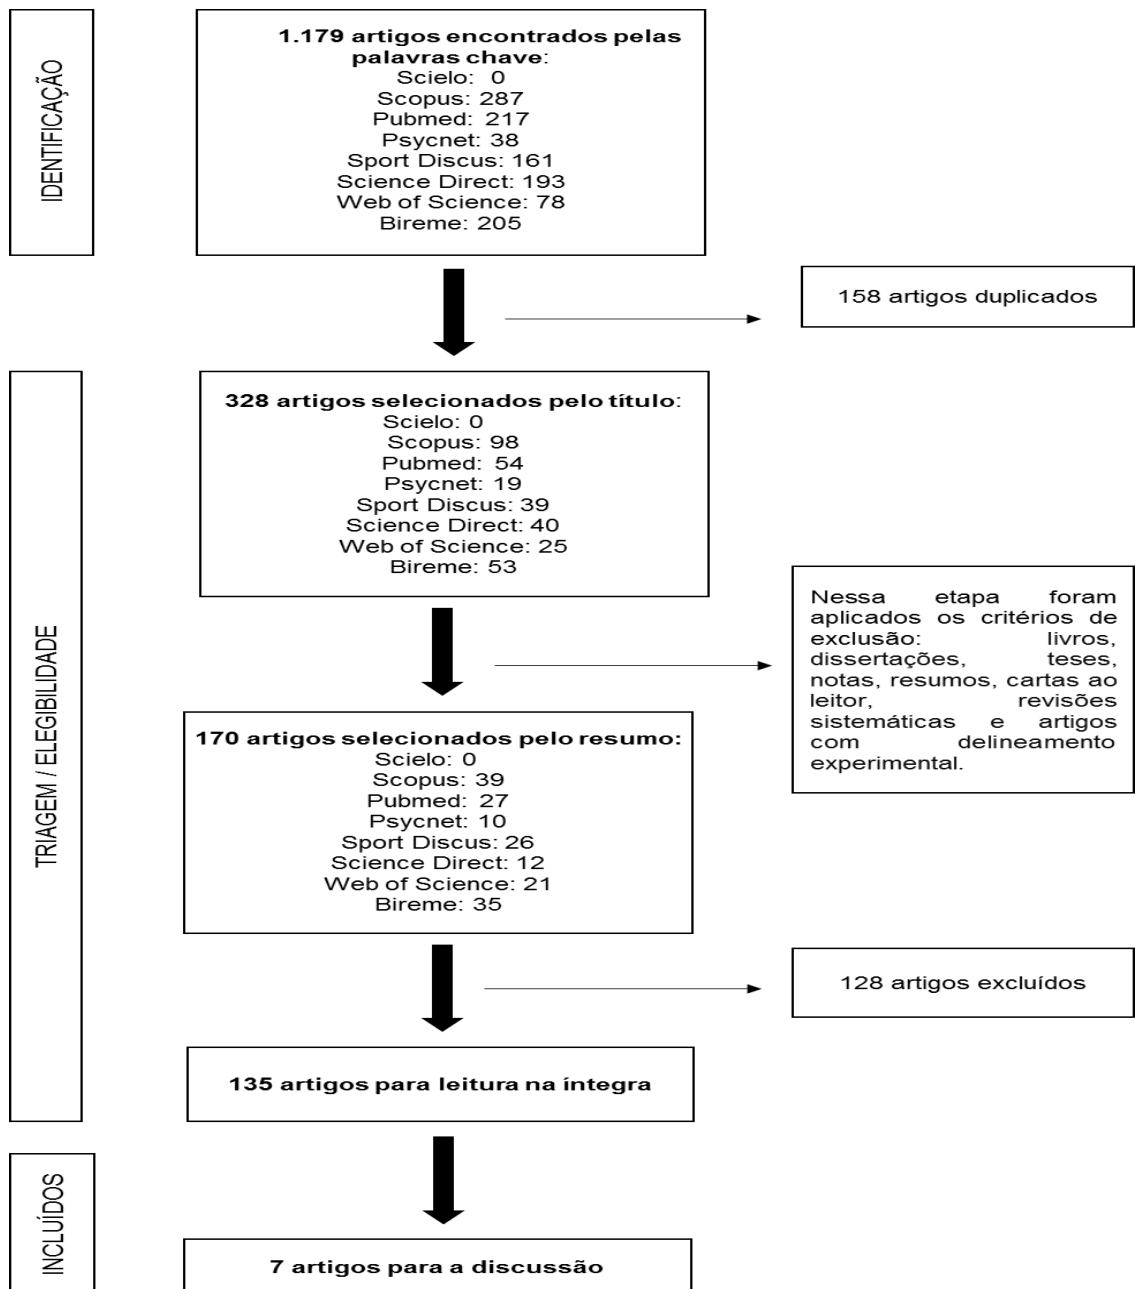 IDENTIFICAÇÃO
1.179 artigos encontrados pelas
palavras chave:
Scielo: 0
Scopus: 287
Pubmed: 217
Psycnet: 38
Sport Discus: 161
Science Direct: 193
Web of Science: 78
Bireme: 205
158 artigos duplicados
TRIAGEM / ELEGIBILIDADE
328 artigos selecionados pelo título:
Scielo: 0
Scopus: 98
Pubmed: 54
Psycnet: 19
Sport Discus: 39
Science Direct: 40
Web of Science: 25
Bireme: 53
Nessa etapa foram
aplicados os critérios de
exclusão: livros,
dissertações, teses,
notas, resumos, cartas ao
leitor, revisões
sistemáticas e artigos
com delineamento
experimental.
170 artigos selecionados pelo resumo:
Scielo: 0
Scopus: 39
Pubmed: 27
Psycnet: 10
Sport Discus: 26
Science Direct: 12
Web of Science: 21
Bireme: 35
128 artigos excluídos
135 artigos para leitura na íntegra
INCLUÍDOS
7 artigos para a discussão